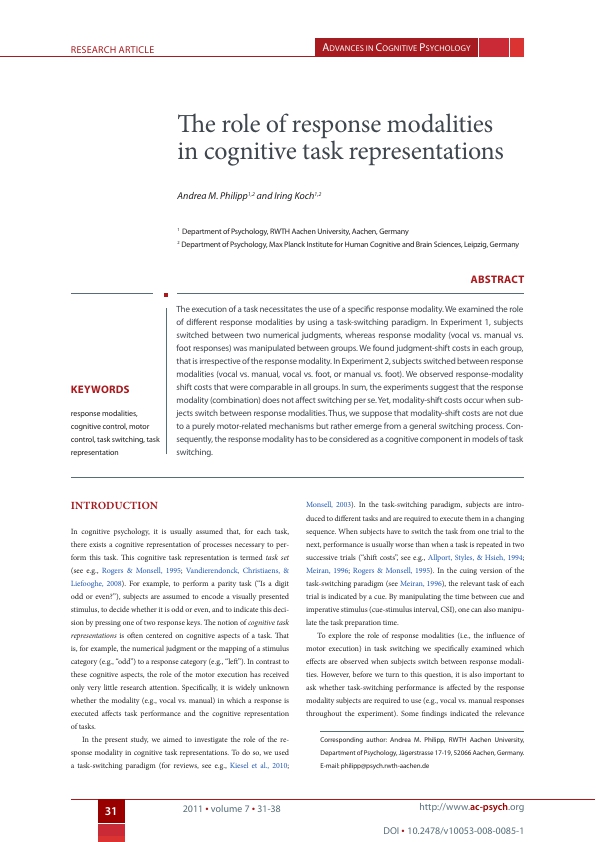 RESEARCH ARTICLE
ADVANCES IN COGNITIVE PSYCHOLOGY
The role of response modalities
in cognitive task representations
Andrea M. Philipp1,2 and Iring Koch1,2
1 Department of Psychology, RWTH Aachen University, Aachen, Germany
2 Department of Psychology, Max Planck Institute for Human Cognitive and Brain Sciences, Leipzig, Germany
ABSTRACT
The execution of a task necessitates the use of a specific response modality. We examined the role
of different response modalities by using a task-switching paradigm. In Experiment 1, subjects
switched between two numerical judgments, whereas response modality (vocal vs. manual vs.
foot responses) was manipulated between groups. We found judgment-shift costs in each group,
that is irrespective of the response modality. In Experiment 2, subjects switched between response
modalities (vocal vs. manual, vocal vs. foot, or manual vs. foot). We observed response-modality
shift costs that were comparable in all groups. In sum, the experiments suggest that the response
modality (combination) does not affect switching per se. Yet, modality-shift costs occur when sub-
jects switch between response modalities. Thus, we suppose that modality-shift costs are not due
to a purely motor-related mechanisms but rather emerge from a general switching process. Con-
sequently, the response modality has to be considered as a cognitive component in models of task
switching.
KEYWORDS
response modalities,
cognitive control, motor
control, task switching, task
representation
INTRODUCTION
In cognitive psychology, it is usually assumed that, for each task,
there exists a cognitive representation of processes necessary to per-
form this task. This cognitive task representation is termed task set
(see e.g., Rogers & Monsell, 1995; Vandierendonck, Christiaens, &
Liefooghe, 2008). For example, to perform a parity task ("Is a digit
odd or even?"), subjects are assumed to encode a visually presented
stimulus, to decide whether it is odd or even, and to indicate this deci-
sion by pressing one of two response keys. The notion of cognitive task
representations is often centered on cognitive aspects of a task. That
is, for example, the numerical judgment or the mapping of a stimulus
category (e.g., "odd") to a response category (e.g., "left"). In contrast to
these cognitive aspects, the role of the motor execution has received
only very little research attention. Specifically, it is widely unknown
whether the modality (e.g., vocal vs. manual) in which a response is
executed affects task performance and the cognitive representation
of tasks.
In the present study, we aimed to investigate the role of the re-
sponse modality in cognitive task representations. To do so, we used
a task-switching paradigm (for reviews, see e.g., Kiesel et al., 2010;
Monsell, 2003). In the task-switching paradigm, subjects are intro-
duced to different tasks and are required to execute them in a changing
sequence. When subjects have to switch the task from one trial to the
next, performance is usually worse than when a task is repeated in two
successive trials ("shift costs", see e.g., Allport, Styles, & Hsieh, 1994;
Meiran, 1996; Rogers & Monsell, 1995). In the cuing version of the
task-switching paradigm (see Meiran, 1996), the relevant task of each
trial is indicated by a cue. By manipulating the time between cue and
imperative stimulus (cue-stimulus interval, CSI), one can also manipu-
late the task preparation time.
To explore the role of response modalities (i.e., the influence of
motor execution) in task switching we specifically examined which
effects are observed when subjects switch between response modali-
ties. However, before we turn to this question, it is also important to
ask whether task-switching performance is affected by the response
modality subjects are required to use (e.g., vocal vs. manual responses
throughout the experiment). Some findings indicated the relevance
Corresponding author: Andrea M. Philipp, RWTH Aachen University,
Department of Psychology, Jägerstrasse 17-19, 52066 Aachen, Germany.
E-mail: philipp@psych.rwth-aachen.de
31
2011 • volume 7 • 31-38
http://www.ac-psych.org
DOI • 10.2478/v10053-008-0085-1